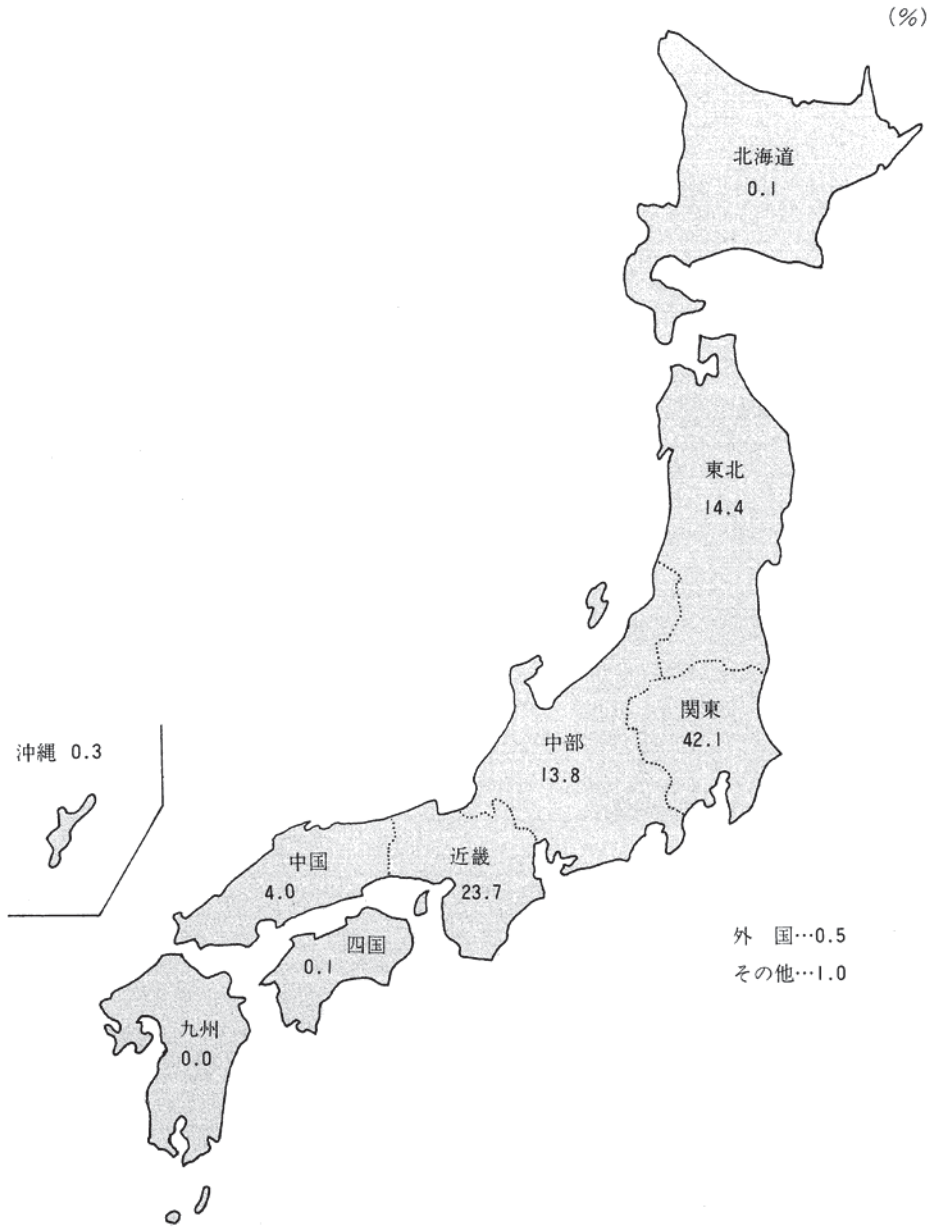 (%)
北海道
0.1
東北
14.4
関東
42.1
中部
13.8
沖縄 0.3
近畿
23.7
中国
4.0
四国
0.1
九州
0.0
外 国…0.5
その他…1.0